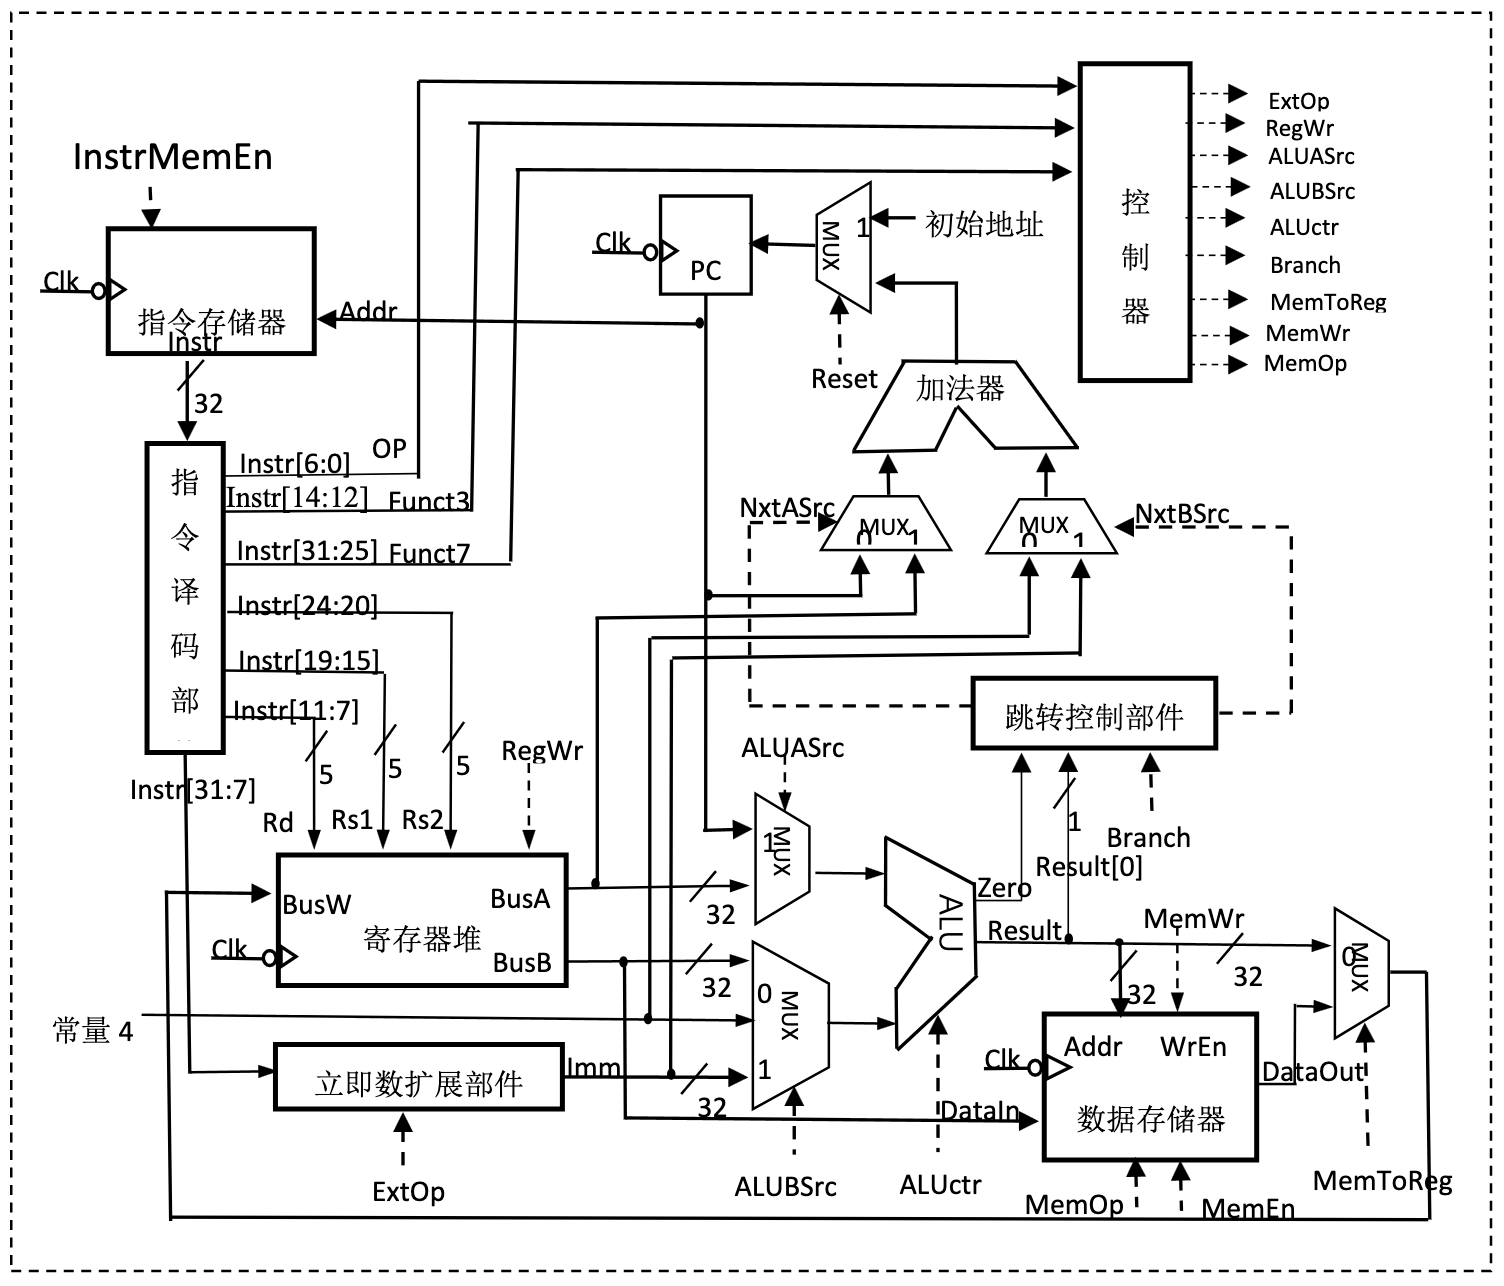 ExtOp
RegWr
ALUASrc
ALUBSrc
ALUctr
Branch
MemToReg
MemWr
MemOp
控
制
器
InstrMemEn
Clk
指令存储器
Addr
Instr
32
Clk
PC
MUX
1
初始地址
Reset
加法器
指
令
译
码
部
Instr[6:0]
OP
Instr[14:12]
Funct3
Instr[31:25]
Funct7
Instr[24:20]
Instr[19:15]
Instr[11:7]
Instr[31:7]
NxtASrc
MUX
0
1
MUX
0
1
NxtBSrc
跳转控制部件
5
5
5
Rd
Rs1
Rs2
RegWr
ALUASrc
1
MUX
1
Branch
Result[0]
BusW
BusA
寄存器堆
Clk
BusB
32
32
0
MUX
1
ALU
Zero
Result
MemWr
32
32
0
MUX
常量 4
立即数扩展部件
Imm
32
ExtOp
ALUBSrc
ALUctr
DataIn
Clk
Addr
WrEn
DataOut
数据存储器
MemOp
MemEn
MemToReg